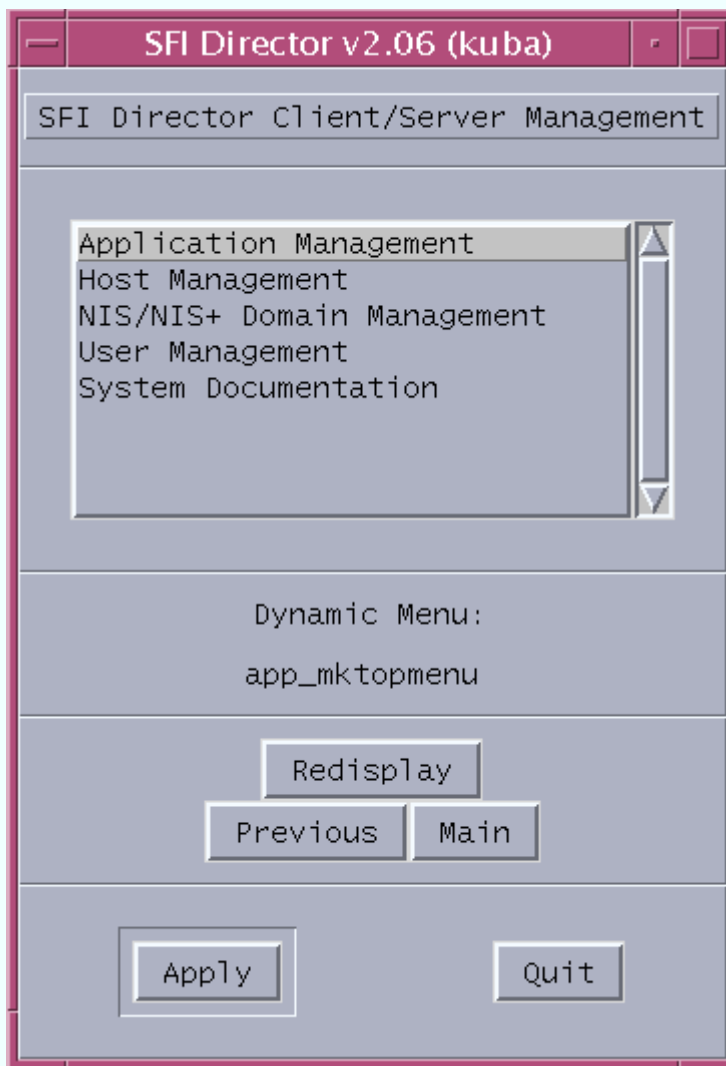 SFI Director v2.06 (kuba)
SFI Director Client/Server Management
Application Management
Host Management
NIS/NIS+ Domain Management
User Management
System Documentation
Dynamic Menu:
app_mktopmenu
Redisplay
Previous Main
Apply Quit